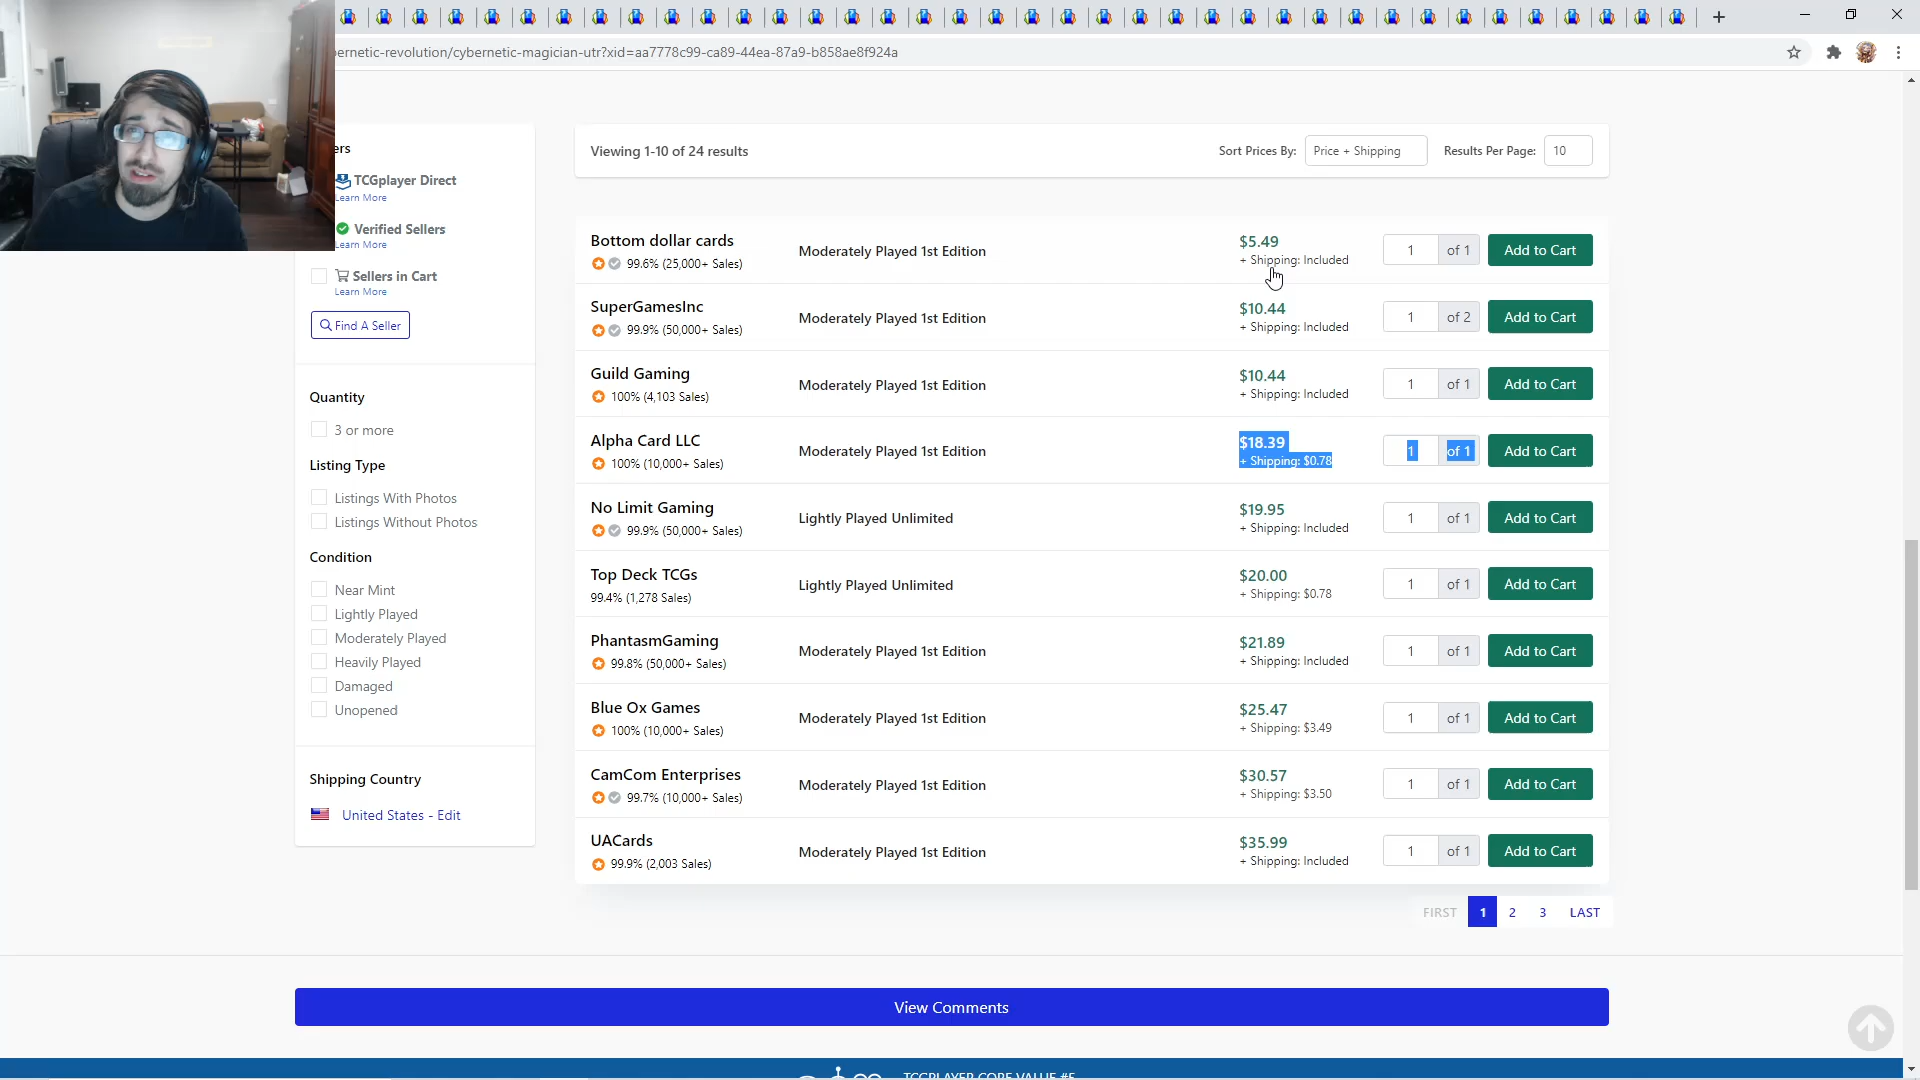 ernetic-revolution/cybernetic-magician-utr?xid=aa7778c99-ca89-44ea-87a9-b858ae8f924a
ers
TCGplayer Direct
Learn More
Verified Sellers
Learn More
Sellers in Cart
Learn More
Find A Seller
Quantity
3 or more
Listing Type
Listings With Photos
Listings Without Photos
Condition
Near Mint
Lightly Played
Moderately Played
Heavily Played
Damaged
Unopened
Shipping Country
United States - Edit
Viewing 1-10 of 24 results
Sort Prices By: Price + Shipping Results Per Page: 10
Bottom dollar cards
99.6% (25,000+ Sales)
Moderately Played 1st Edition
$5.49
+ Shipping: Included
1 of 1 Add to Cart
SuperGamesInc
99.9% (50,000+ Sales)
Moderately Played 1st Edition
$10.44
+ Shipping: Included
1 of 2 Add to Cart
Guild Gaming
100% (4,103 Sales)
Moderately Played 1st Edition
$10.44
+ Shipping: Included
1 of 1 Add to Cart
Alpha Card LLC
100% (10,000+ Sales)
Moderately Played 1st Edition
$18.39
+ Shipping: $0.78
1 of 1 Add to Cart
No Limit Gaming
99.9% (50,000+ Sales)
Lightly Played Unlimited
$19.95
+ Shipping: Included
1 of 1 Add to Cart
Top Deck TCGs
99.4% (1,278 Sales)
Lightly Played Unlimited
$20.00
+ Shipping: $0.78
1 of 1 Add to Cart
PhantasmGaming
99.8% (50,000+ Sales)
Moderately Played 1st Edition
$21.89
+ Shipping: Included
1 of 1 Add to Cart
Blue Ox Games
100% (10,000+ Sales)
Moderately Played 1st Edition
$25.47
+ Shipping: $3.49
1 of 1 Add to Cart
CamCom Enterprises
99.7% (10,000+ Sales)
Moderately Played 1st Edition
$30.57
+ Shipping: $3.50
1 of 1 Add to Cart
UACards
99.9% (2,003 Sales)
Moderately Played 1st Edition
$35.99
+ Shipping: Included
1 of 1 Add to Cart
FIRST 1 2 3 LAST
View Comments
TCGPLAYER CORE VALUE #5